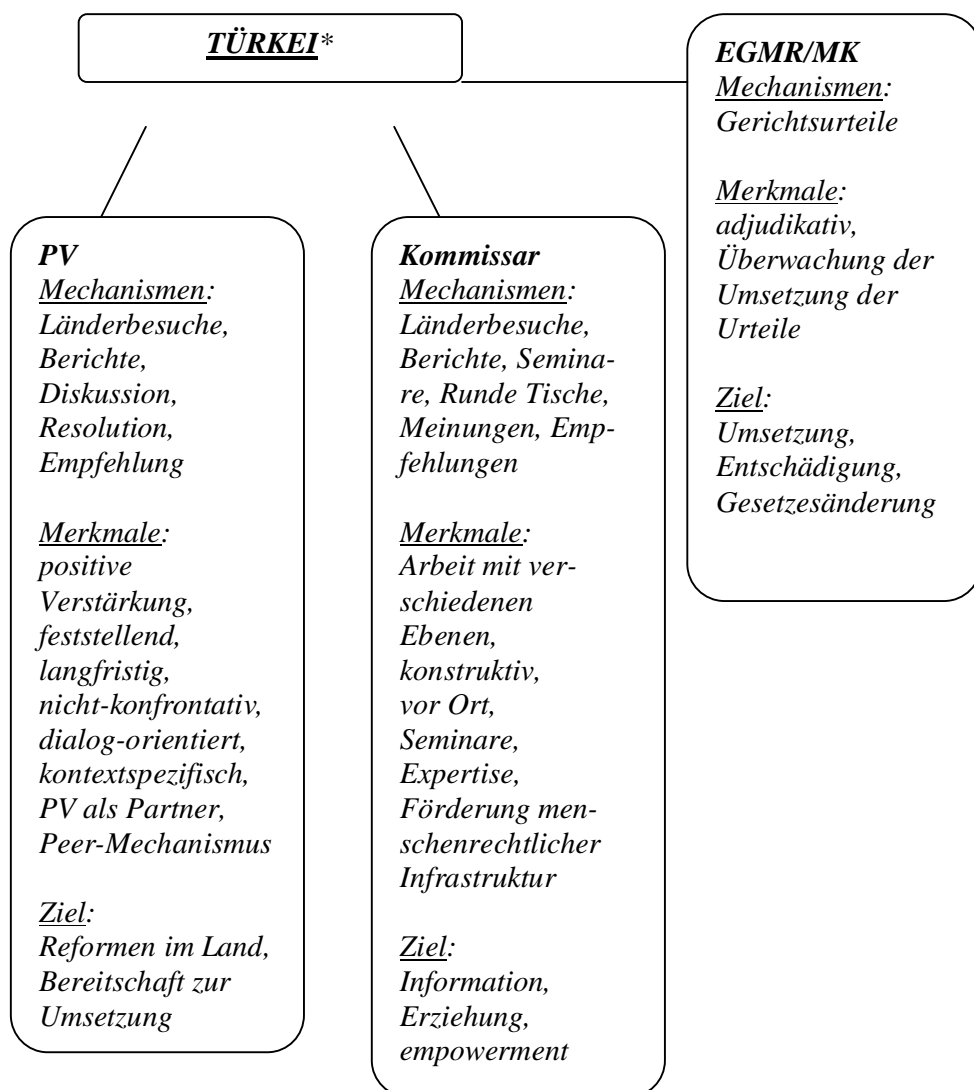 TÜRKEI*
EGMR/MK
Mechanismen:
Gerichtsurteile
Merkmale:
adjudikativ,
Überwachung der
Umsetzung der
Urteile
Ziel:
Umsetzung,
Entschädigung,
Gesetzesänderung
PV
Mechanismen:
Länderbesuche,
Berichte,
Diskussion,
Resolution,
Empfehlung
Merkmale:
positive
Verstärkung,
feststellend,
langfristig,
nicht-konfrontativ,
dialog-orientiert,
kontextspezifisch,
PV als Partner,
Peer-Mechanismus
Ziel:
Reformen im Land,
Bereitschaft zur
Umsetzung
Kommissar
Mechanismen:
Länderbesuche,
Berichte, Semina-
re, Runde Tische,
Meinungen, Emp-
fehlungen
Merkmale:
Arbeit mit ver-
schiedenen
Ebenen,
konstruktiv,
vor Ort,
Seminare,
Expertise,
Förderung men-
schenrechtlicher
Infrastruktur
Ziel:
Information,
Erziehung,
empowerment